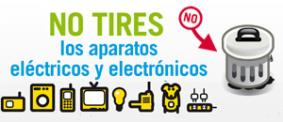 NO TIRES
NO
los aparatos
eléctricos y electrónicos